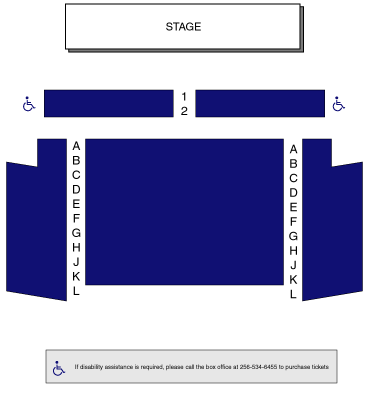 STAGE
1
2
A A
B B
C C
D D
E E
F F
G G
H H
J J
K K
L L
If disability assistance is required, please call the box office at 256-534-6455 to purchase tickets